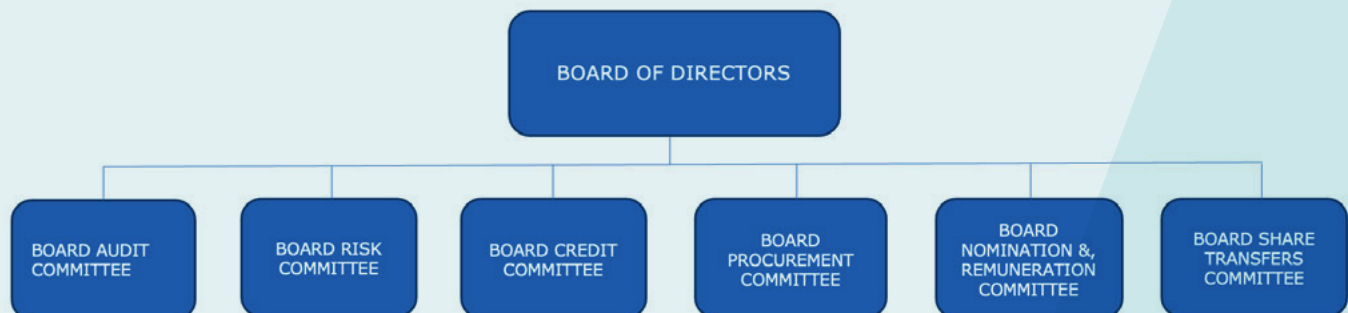 BOARD OF DIRECTORS
BOARD AUDIT
COMMITTEE
BOARD RISK
COMMITTEE
BOARD CREDIT
COMMITTEE
BOARD
PROCUREMENT
COMMITTEE
BOARD
NOMINATION &,
REMUNERATION
COMMITTEE
BOARD SHARE
TRANSFERS
COMMITTEE